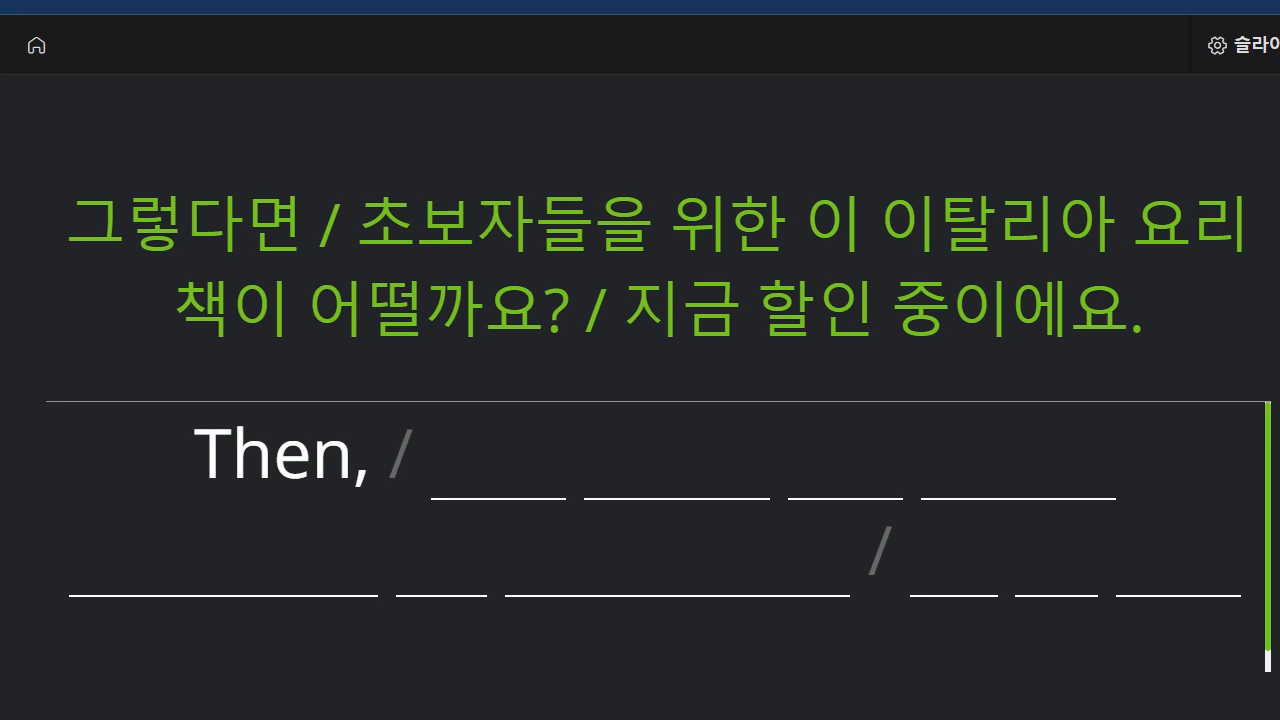 슬라이
그렇다면 / 초보자들을 위한 이 이탈리아 요리
책이 어떨까요? / 지금 할인 중이에요.
Then, /
/